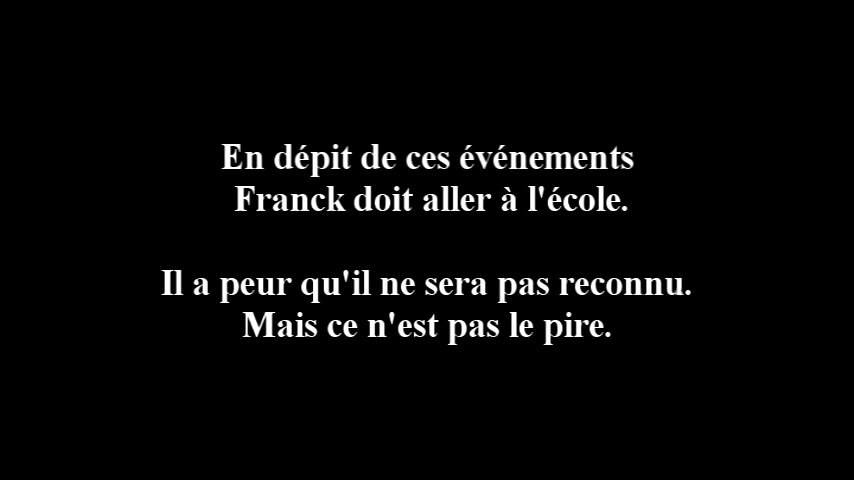 En dépit de ces événements
Franck doit aller à l'école.
Il a peur qu'il ne sera pas reconnu.
Mais ce n'est pas le pire.